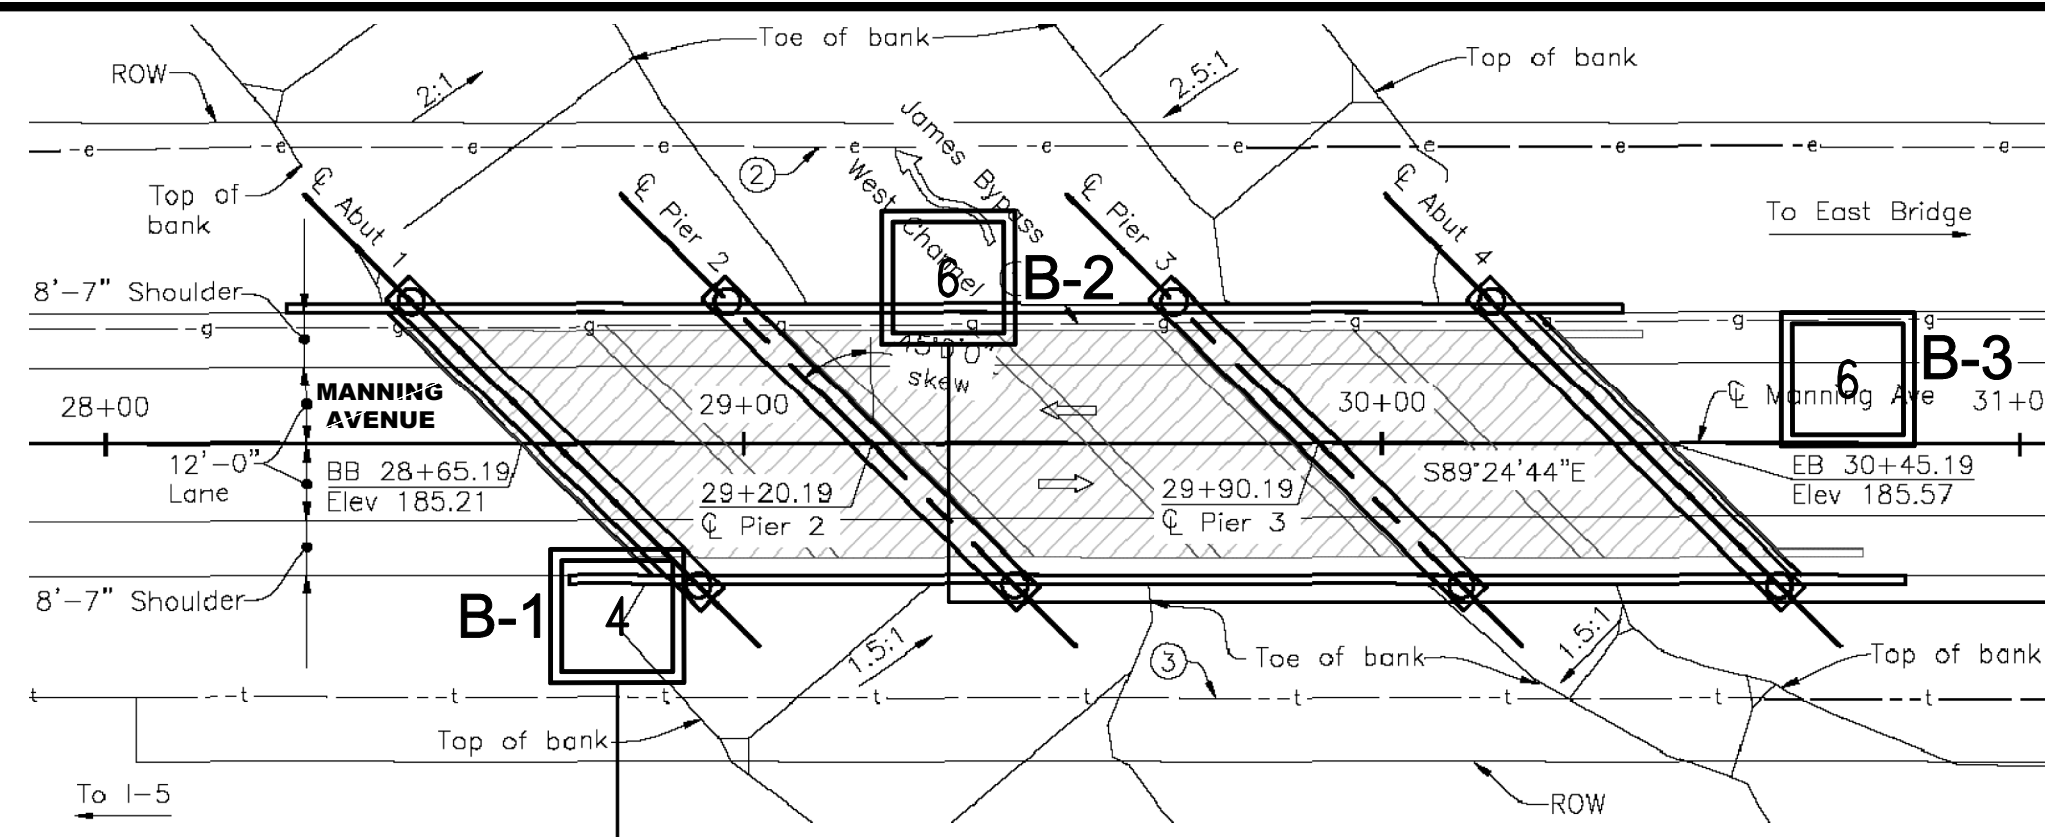 Toe of bank
Top of bank
ROW
2:1
2.5:1
James Bypass
West Channel
e e e e e e e e e e e
2
Top of
bank
℄ Abut 1
℄ Pier 2
℄ Pier 3
℄ Abut 4
To East Bridge
8'-7" Shoulder
6
B-2
g g g g g g g g g
B-3
6
skew
MANNING
AVENUE
28+00
29+00
30+00
℄ Manning Ave
31+0
12'-0"
Lane
BB 28+65.19
Elev 185.21
29+20.19
℄ Pier 2
29+90.19
℄ Pier 3
S89°24'44"E
EB 30+45.19
Elev 185.57
8'-7" Shoulder
B-1
4
1.5:1
3
Toe of bank
1.5:1
Top of bank
t t t t t t t t t t
Top of bank
To I-5
ROW